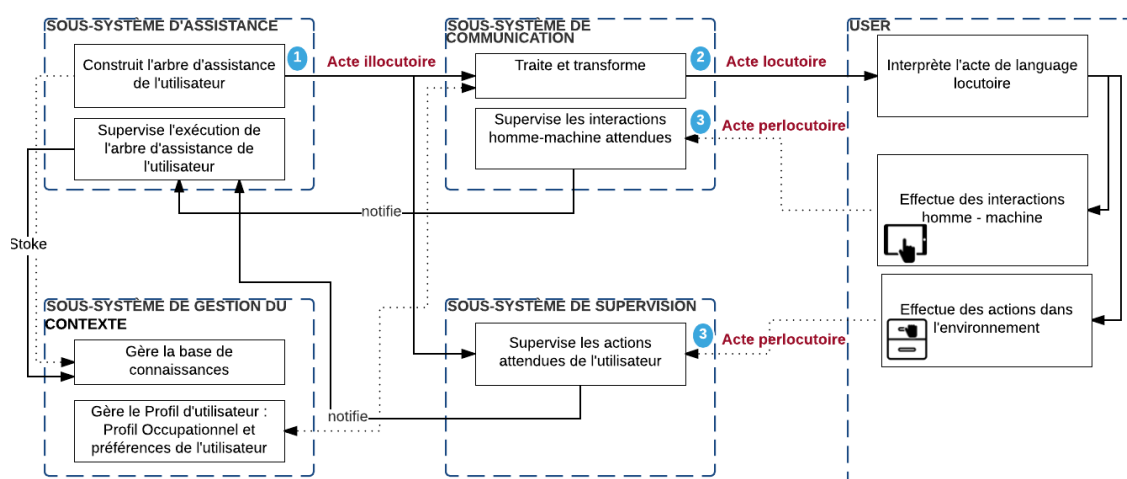 SOUS-SYSTÈME D'ASSISTANCE
Construit l'arbre d'assistance
de l'utilisateur
1
Supervise l'exécution de
l'arbre d'assistance de
l'utilisateur
Acte illocutoire
SOUS-SYSTÈME DE
COMMUNICATION
Traite et transforme
2
Supervise les interactions
homme-machine attendues
3
Acte locutoire
Acte perlocutoire
USER
Interprète l'acte de language
locutoire
Effectue des interactions
homme - machine
Effectue des actions dans
l'environnement
notifie
Stoke
SOUS-SYSTÈME DE GESTION DU
CONTEXTE
Gère la base de
connaissances
Gère le Profil d'utilisateur :
Profil Occupationnel et
préférences de l'utilisateur
notifie
SOUS-SYSTÈME DE SUPERVISION
Supervise les actions
attendues de l'utilisateur
3
Acte perlocutoire